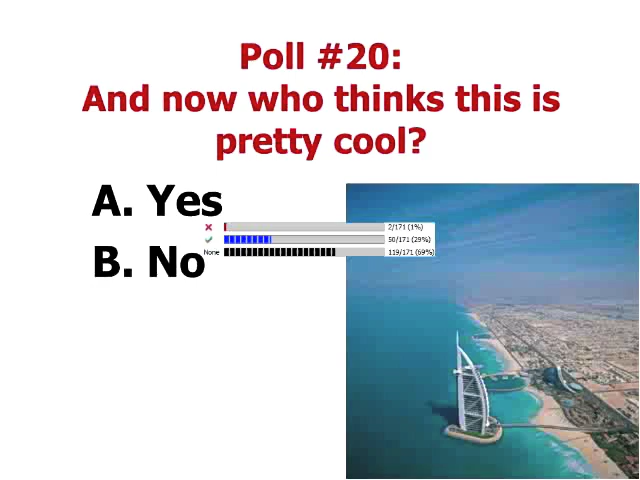 Poll #20:
And now who thinks this is
pretty cool?
A. Yes
2/171 (1%)
50/171 (29%)
B. No
None 119/171 (69%)